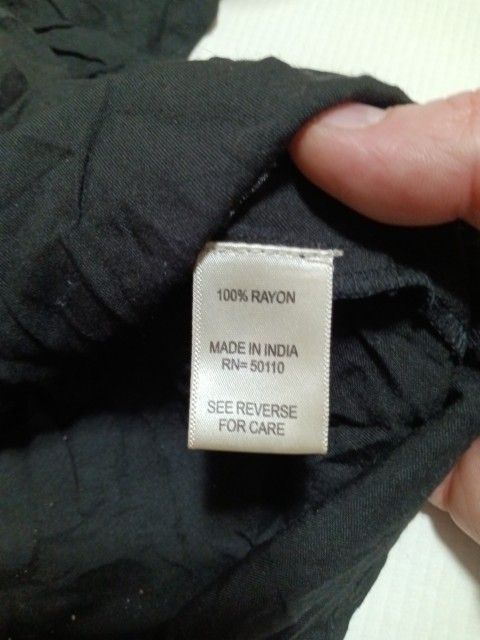 100% RAYON
MADE IN INDIA
RN= 50110
SEE REVERSE
FOR CARE